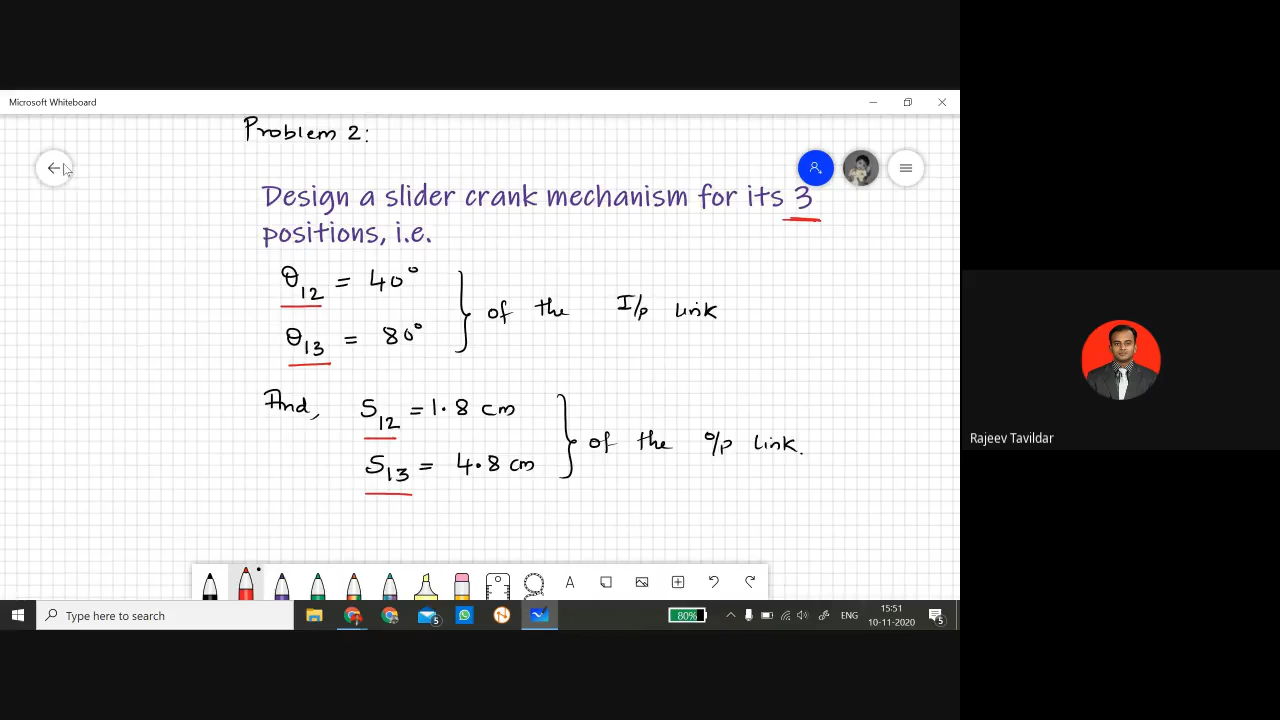 Microsoft Whiteboard
Problem 2:
Design a slider crank mechanism for its 3
positions, i.e.
θ12 = 40°
θ13 = 80°
} of the I/p link
And, S12 = 1.8 cm
S13 = 4.8 cm
} of the o/p link.
Rajeev Tavildar
A
Type here to search
5
80%
ENG
15:51
10-11-2020
5